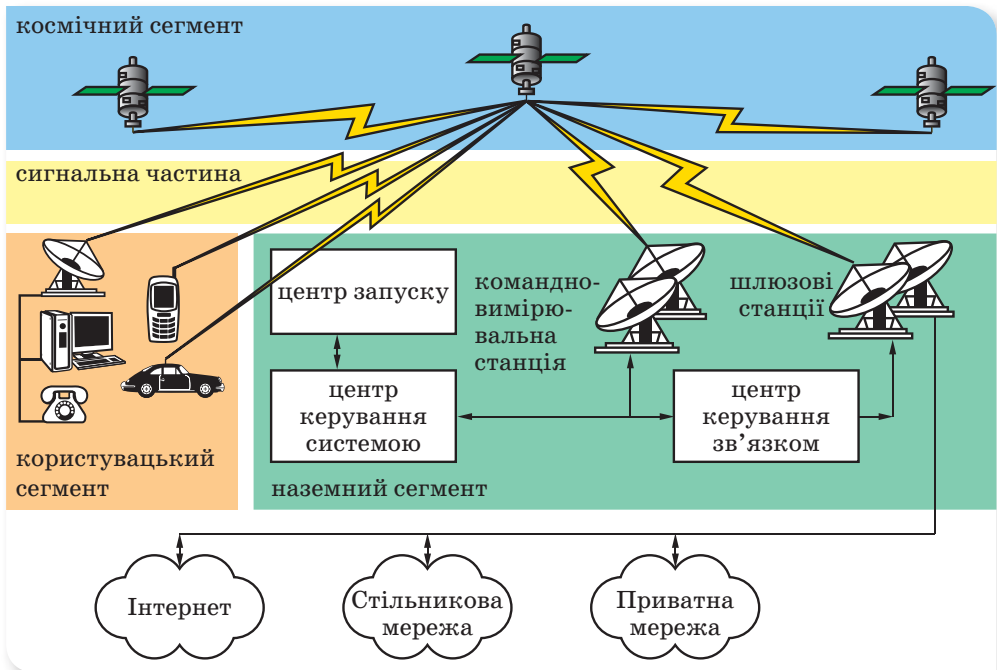 космічний сегмент
сигнальна частина
центр запуску
командно-
вимірю-
вальна
станція
шлюзові
станції
центр
керування
системою
центр
керування
зв’язком
користувацький
сегмент
наземний сегмент
Інтернет
Стільникова
мережа
Приватна
мережа